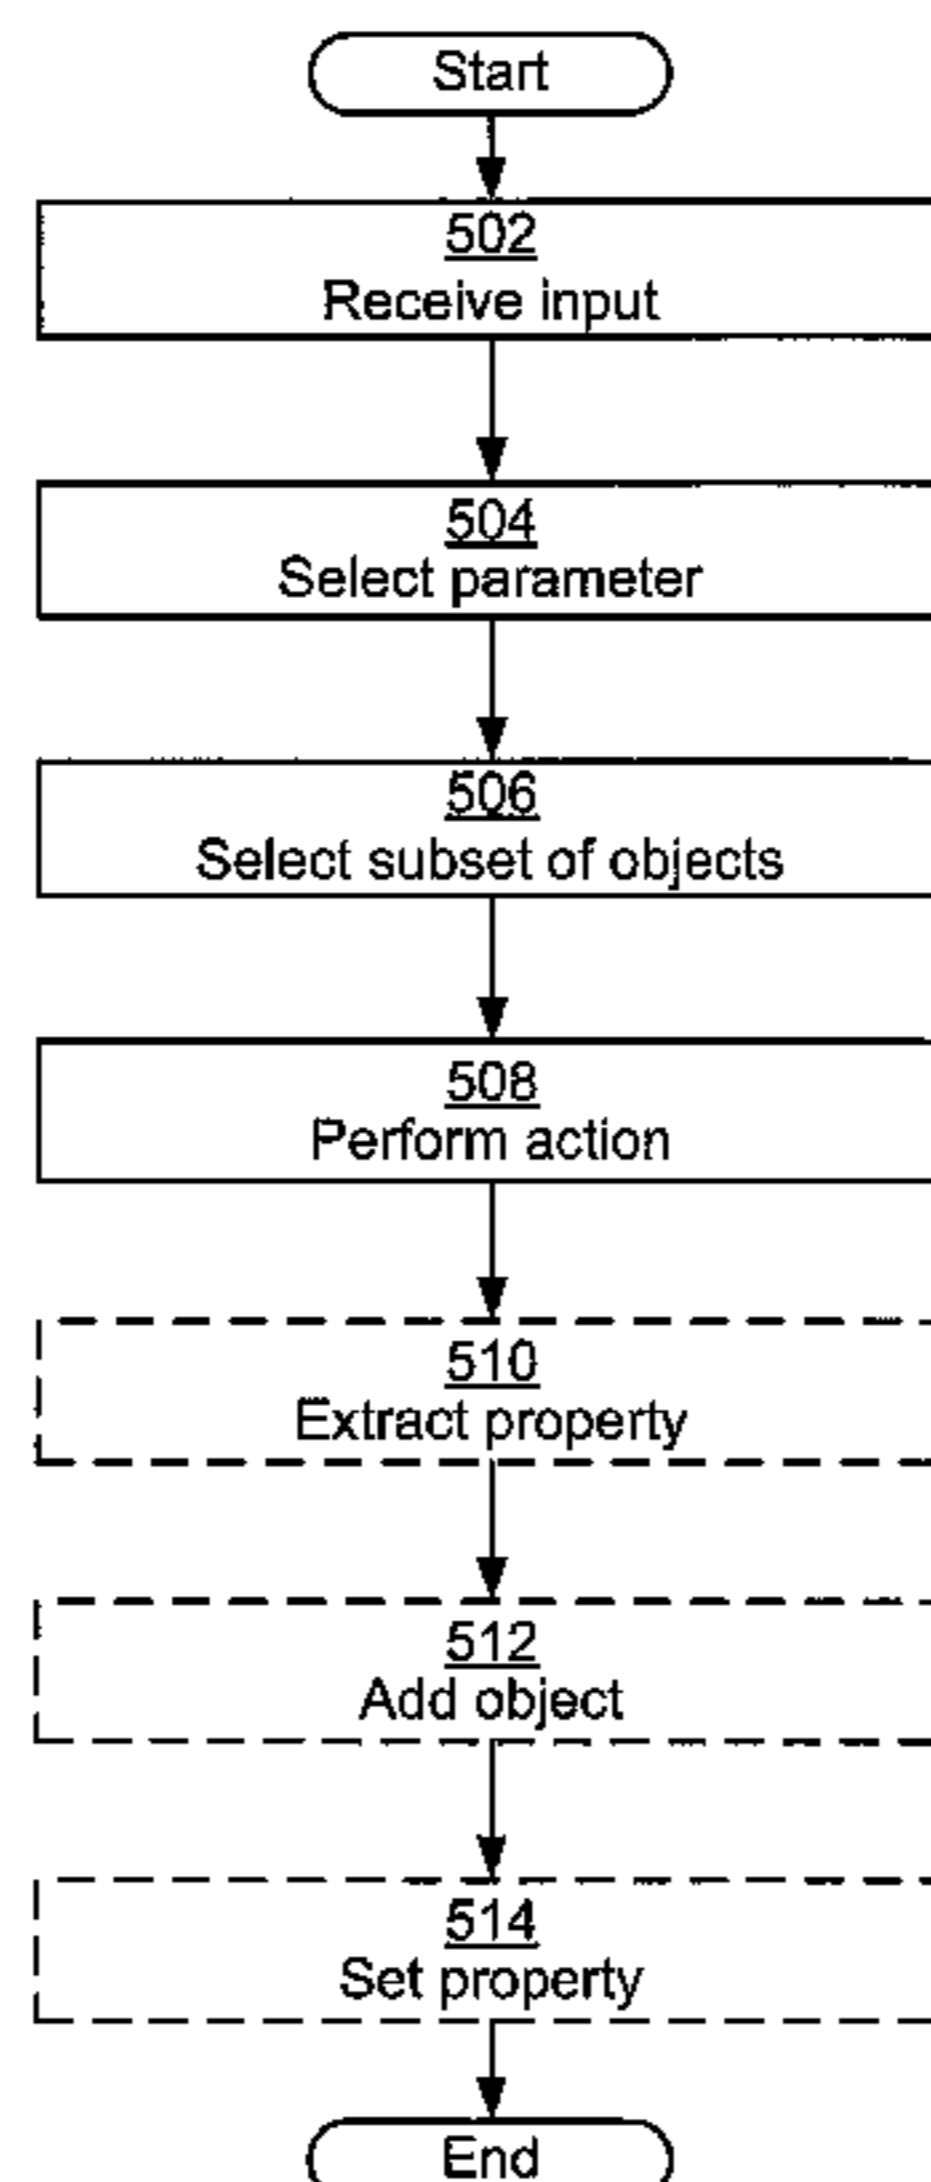 Start
502
Receive input
504
Select parameter
506
Select subset of objects
508
Perform action
510
Extract property
512
Add object
514
Set property
End